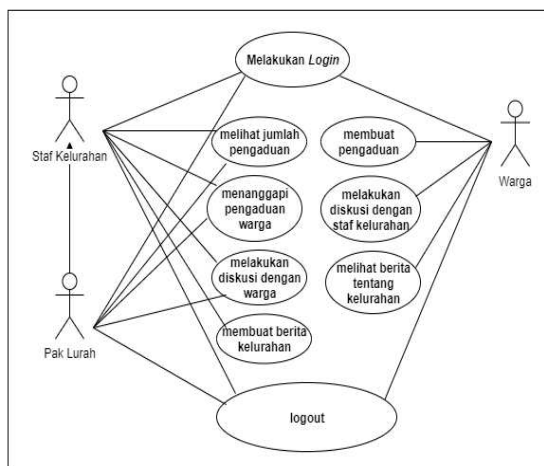 Melakukan Login
Staf Kelurahan
melihat jumlah
pengaduan
membuat
pengaduan
Warga
menanggapi
pengaduan
warga
melakukan
diskusi dengan
staf kelurahan
melakukan
diskusi dengan
warga
melihat berita
tentang
kelurahan
Pak Lurah
membuat berita
kelurahan
logout